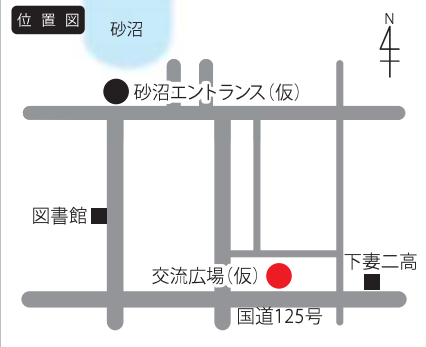 位置図
砂沼
N
砂沼エントランス（仮）
図書館
下妻二高
交流広場（仮）
国道125号